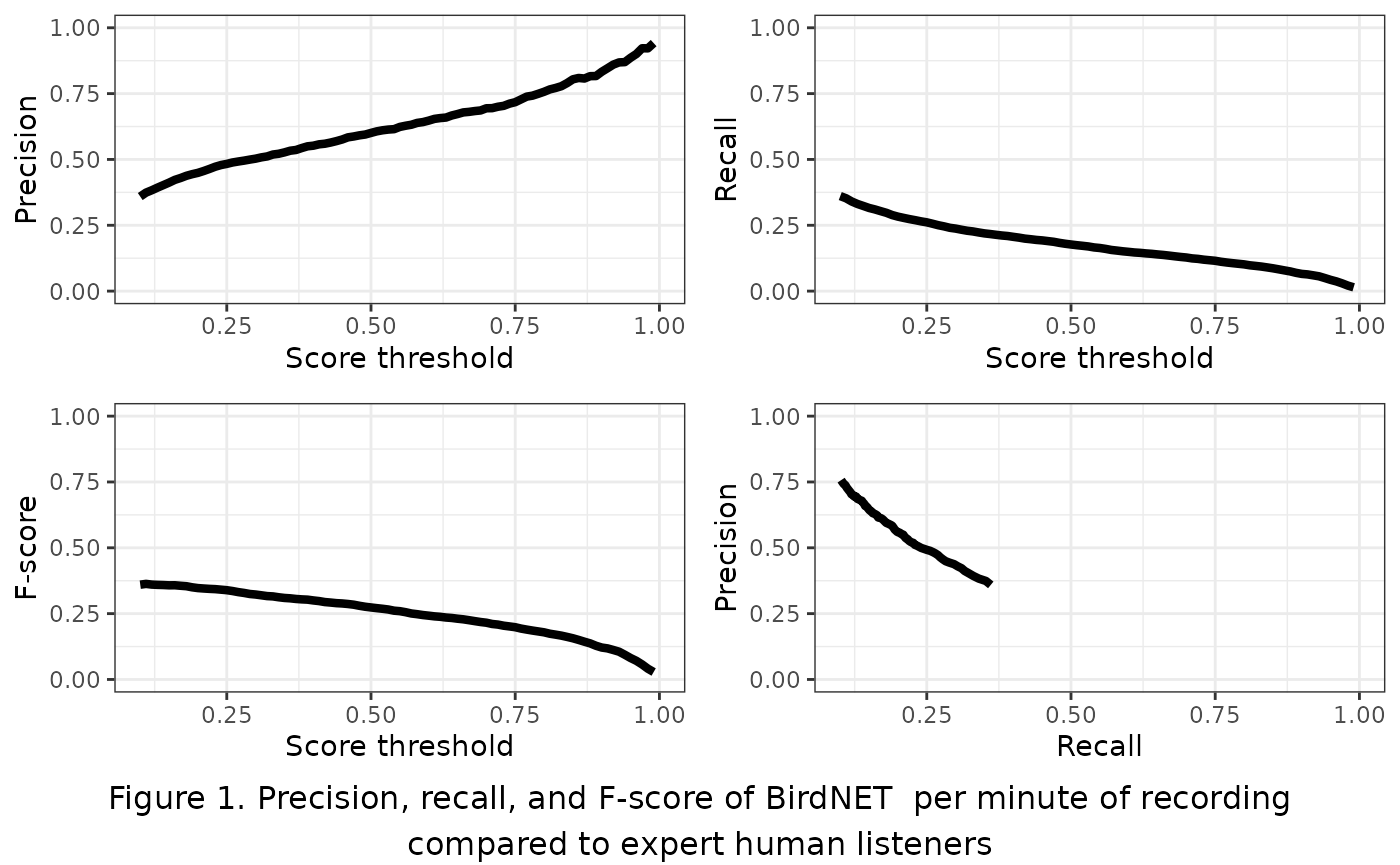 1.00
0.75
0.50
0.25
0.00
Precision
0.25 0.50 0.75 1.00
Score threshold
1.00
0.75
0.50
0.25
0.00
Recall
0.25 0.50 0.75 1.00
Score threshold
1.00
0.75
0.50
0.25
0.00
F-score
0.25 0.50 0.75 1.00
Score threshold
1.00
0.75
0.50
0.25
0.00
Precision
0.25 0.50 0.75 1.00
Recall
Figure 1. Precision, recall, and F-score of BirdNET  per minute of recording
compared to expert human listeners